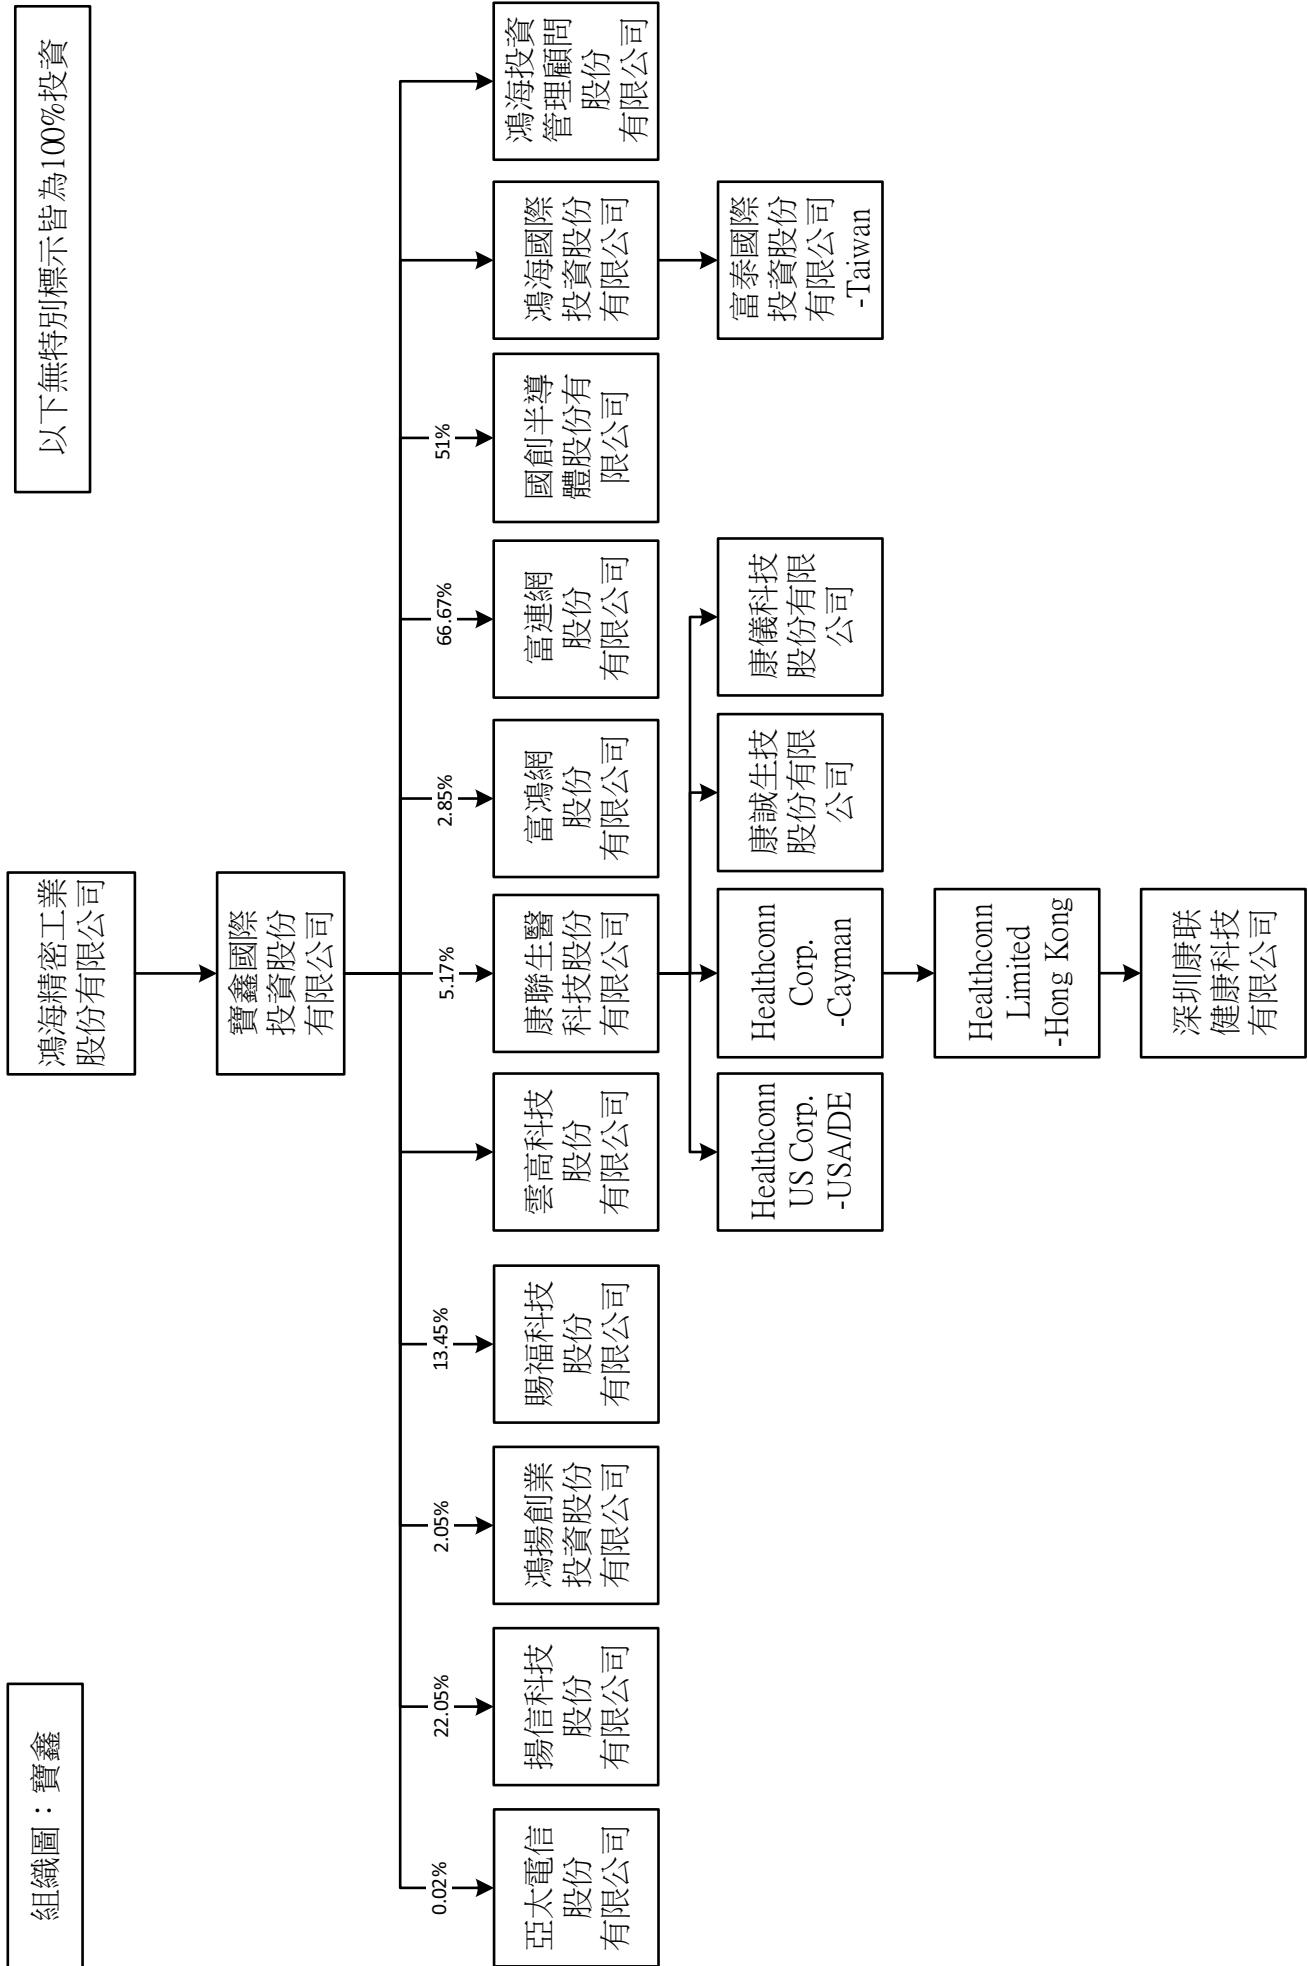 組織圖：寶鑫
以下無特別標示皆為100%投資
鴻海精密工業
股份有限公司
寶鑫國際
投資股份
有限公司
0.02%
22.05%
2.05%
13.45%
5.17%
2.85%
66.67%
51%
亞太電信
股份
有限公司
揚信科技
股份
有限公司
鴻揚創業
投資股份
有限公司
賜福科技
股份
有限公司
雲高科技
股份
有限公司
康聯生醫
科技股份
有限公司
富鴻網
股份
有限公司
富連網
股份
有限公司
國創半導
體股份有
限公司
鴻海國際
投資股份
有限公司
鴻海投資
管理顧問
股份
有限公司
Healthconn
US Corp.
-USA/DE
Healthconn
Corp.
-Cayman
康誠生技
股份有限
公司
康儀科技
股份有限
公司
富泰國際
投資股份
有限公司
-Taiwan
Healthconn
Limited
-Hong Kong
深圳康联
健康科技
有限公司